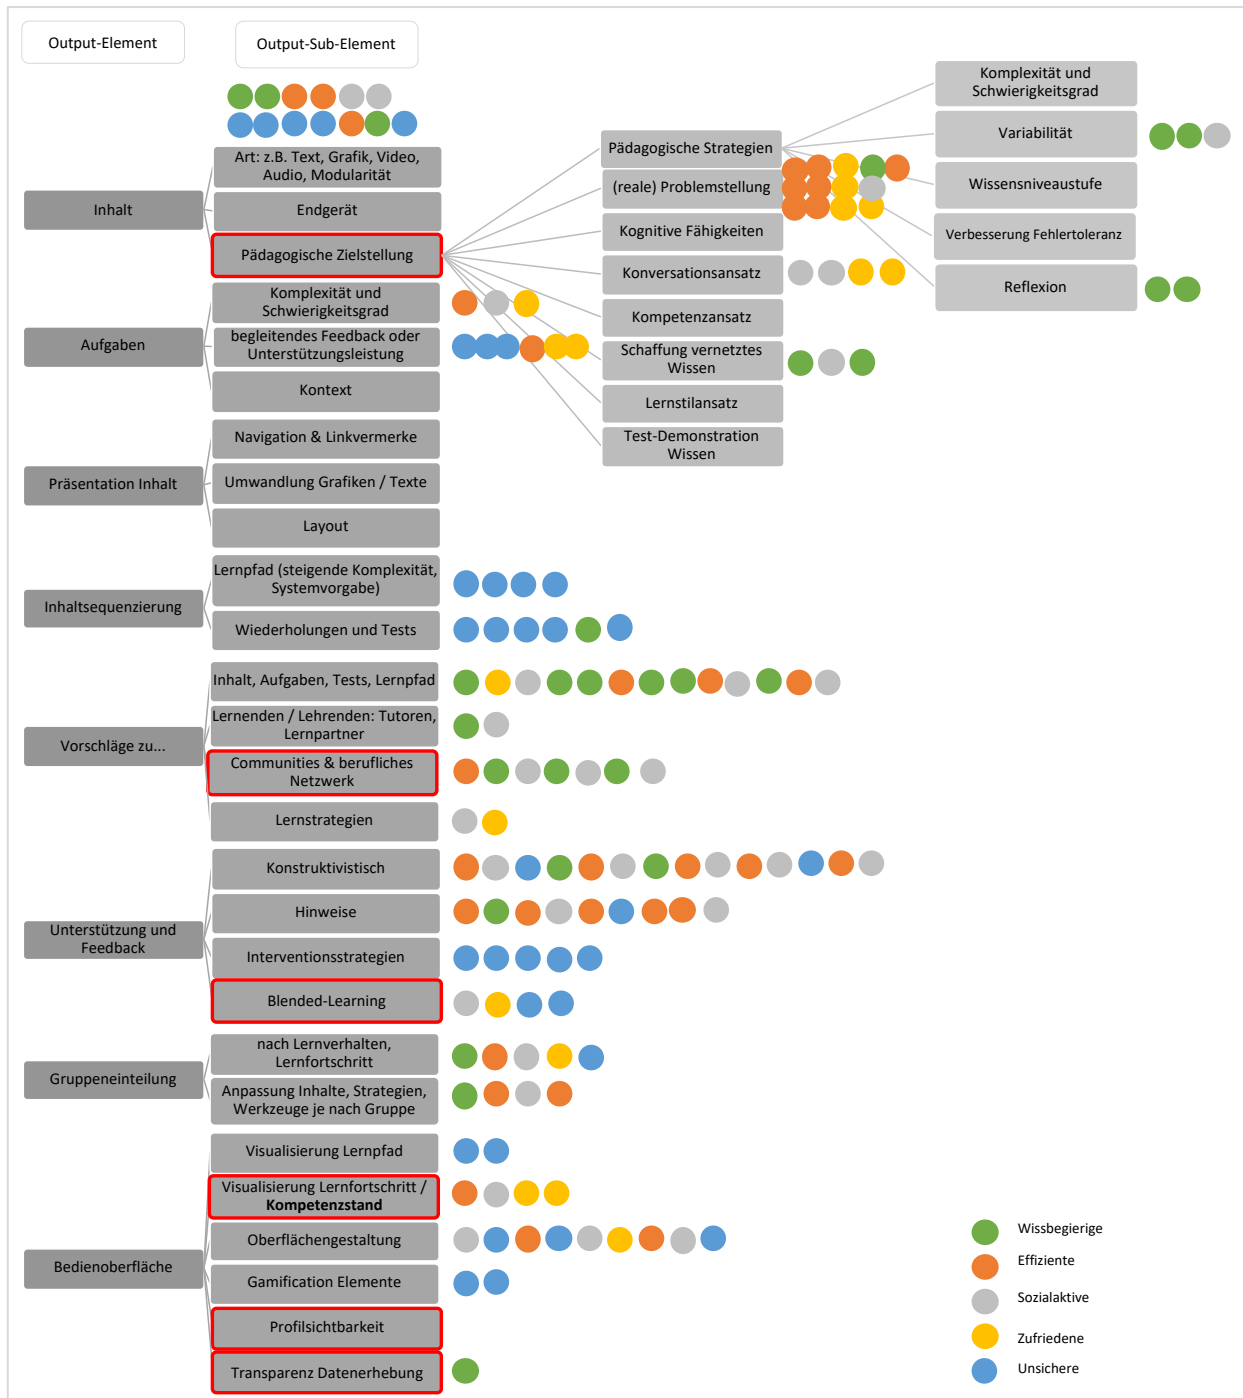 Output-Element
Output-Sub-Element
Inhalt
Art: z.B. Text, Grafik, Video,
Audio, Modularität
Endgerät
Pädagogische Zielstellung
Pädagogische Strategien
(reale) Problemstellung
Kognitive Fähigkeiten
Konversationsansatz
Kompetenzansatz
Schaffung vernetztes
Wissen
Lernstilansatz
Test-Demonstration
Wissen
Komplexität und
Schwierigkeitsgrad
Variabilität
Wissensniveaustufe
Verbesserung Fehlertoleranz
Reflexion
Aufgaben
Komplexität und
Schwierigkeitsgrad
begleitendes Feedback oder
Unterstützungsleistung
Kontext
Präsentation Inhalt
Navigation & Linkvermerke
Umwandlung Grafiken / Texte
Layout
Inhaltsequenzierung
Lernpfad (steigende Komplexität,
Systemvorgabe)
Wiederholungen und Tests
Vorschläge zu...
Inhalt, Aufgaben, Tests, Lernpfad
Lernenden / Lehrenden: Tutoren,
Lernpartner
Communities & berufliches
Netzwerk
Lernstrategien
Unterstützung und
Feedback
Konstruktivistisch
Hinweise
Interventionsstrategien
Blended-Learning
Gruppeneinteilung
nach Lernverhalten,
Lernfortschritt
Anpassung Inhalte, Strategien,
Werkzeuge je nach Gruppe
Bedienoberfläche
Visualisierung Lernpfad
Visualisierung Lernfortschritt /
Kompetenzstand
Oberflächengestaltung
Gamification Elemente
Profilsichtbarkeit
Transparenz Datenerhebung
Wissbegierige
Effiziente
Sozialaktive
Zufriedene
Unsichere